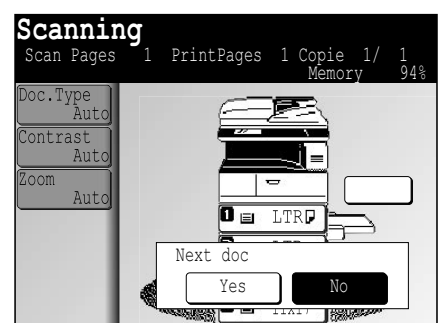 Scanning
Scan Pages 1 PrintPages 1 Copie 1/ 1
Memory 94%
Doc.Type
Auto
Contrast
Auto
Zoom
Auto
1 LTR
Next doc
Yes No